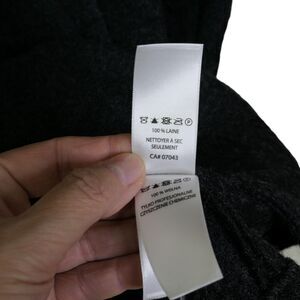 100 % LAINE
NETTOYER A SEC
SEULEMENT
CA# 07043
100 % WEŁNA
TYLKO PROFESJONALNE
CZYSZCZENIE CHEMICZNE